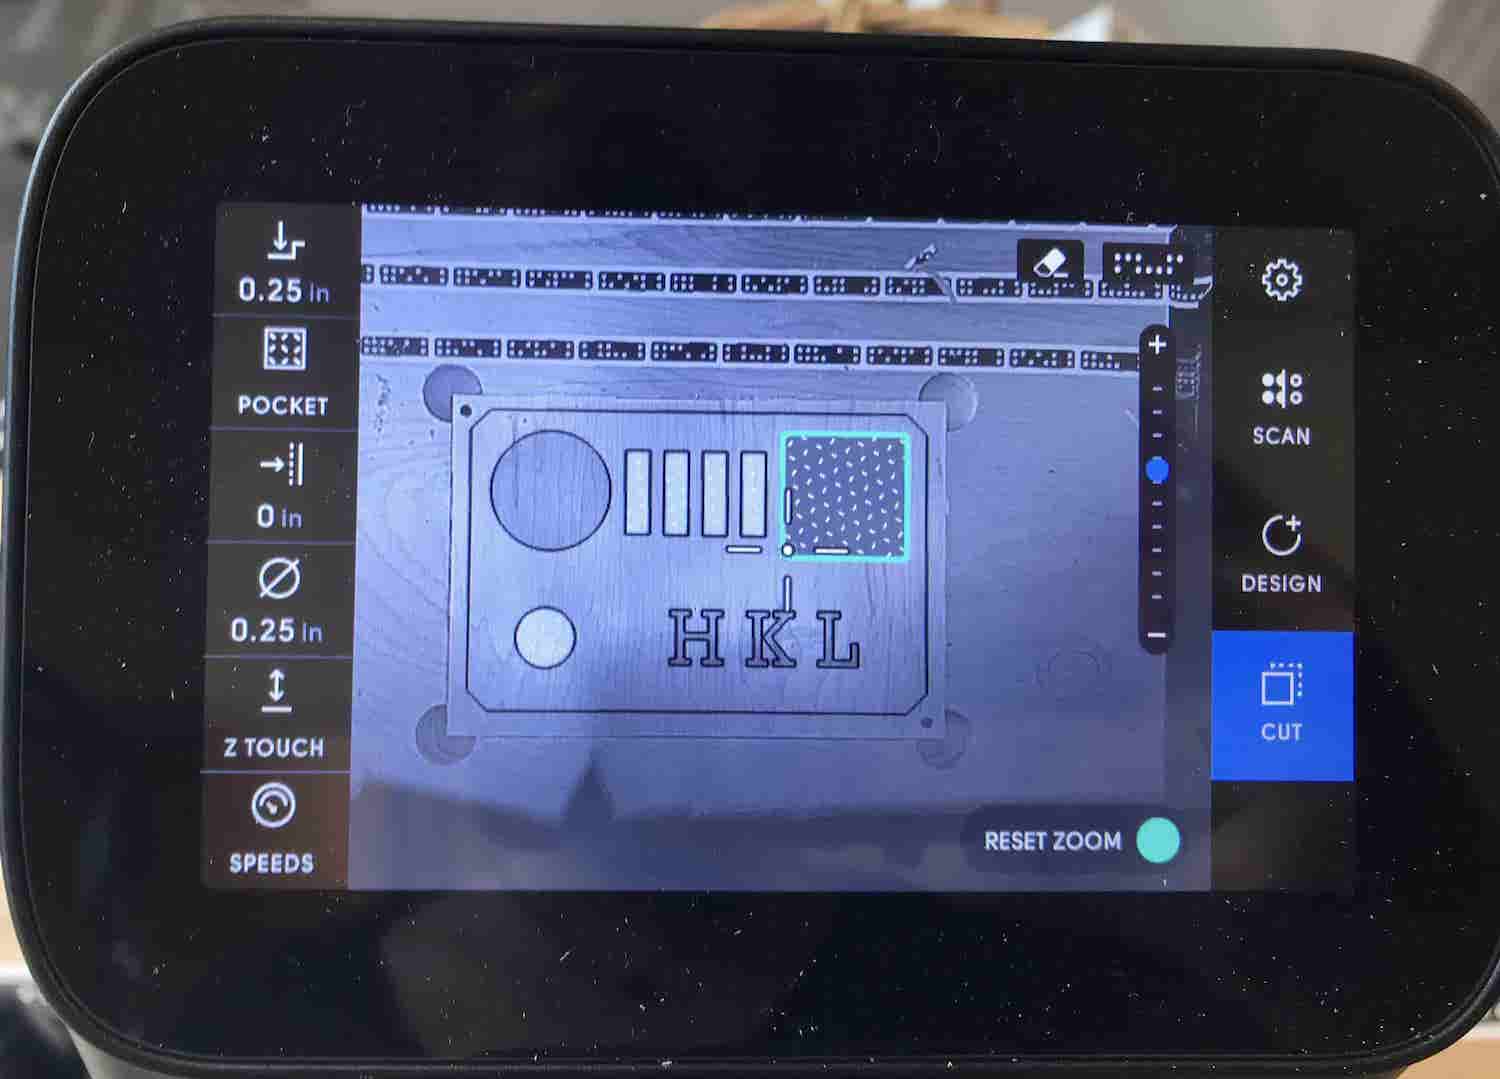 0.25 in
POCKET
0 in
0.25 in
Z TOUCH
SPEEDS
HKL
+
−
RESET ZOOM
SCAN
DESIGN
CUT